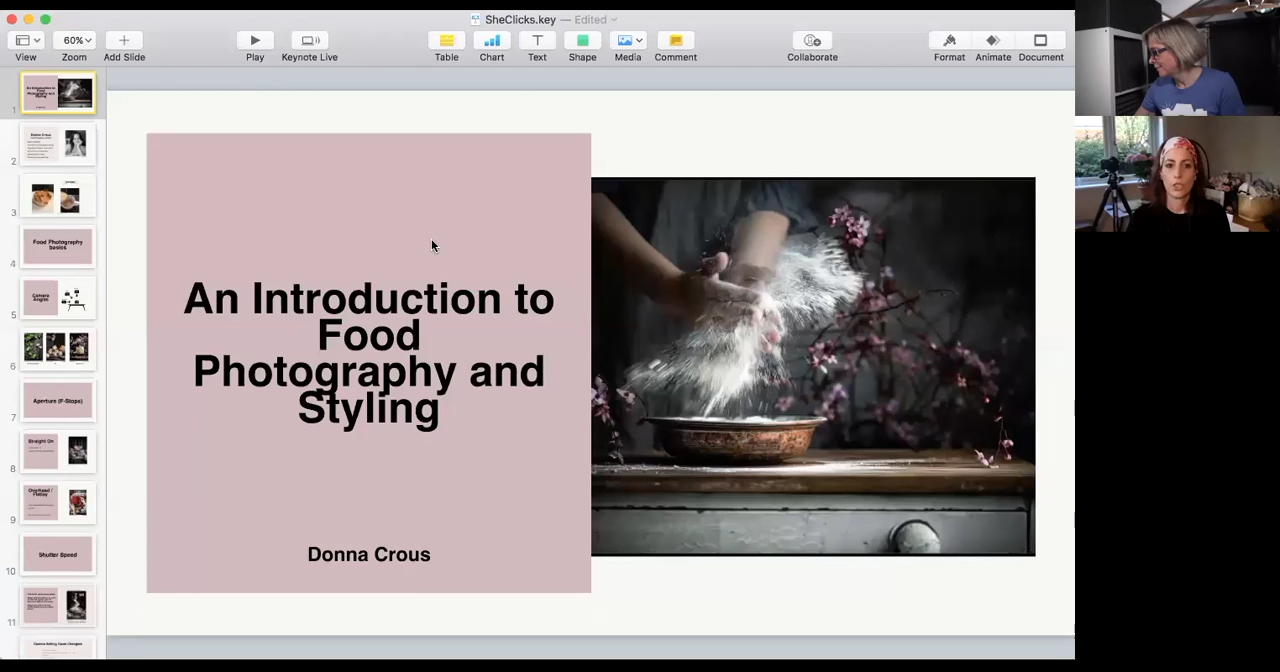 SheClicks.key — Edited
60%
View
Zoom
Add Slide
Play
Keynote Live
Table
Chart
Text
Shape
Media
Comment
Collaborate
Format
Animate
Document
1
2
3
Food Photography
basics
4
Camera
Angles
5
6
Aperture (F-Stops)
7
Straight On
8
Overhead /
Flatlay
9
Shutter Speed
10
11
An Introduction to
Food
Photography and
Styling
Donna Crous